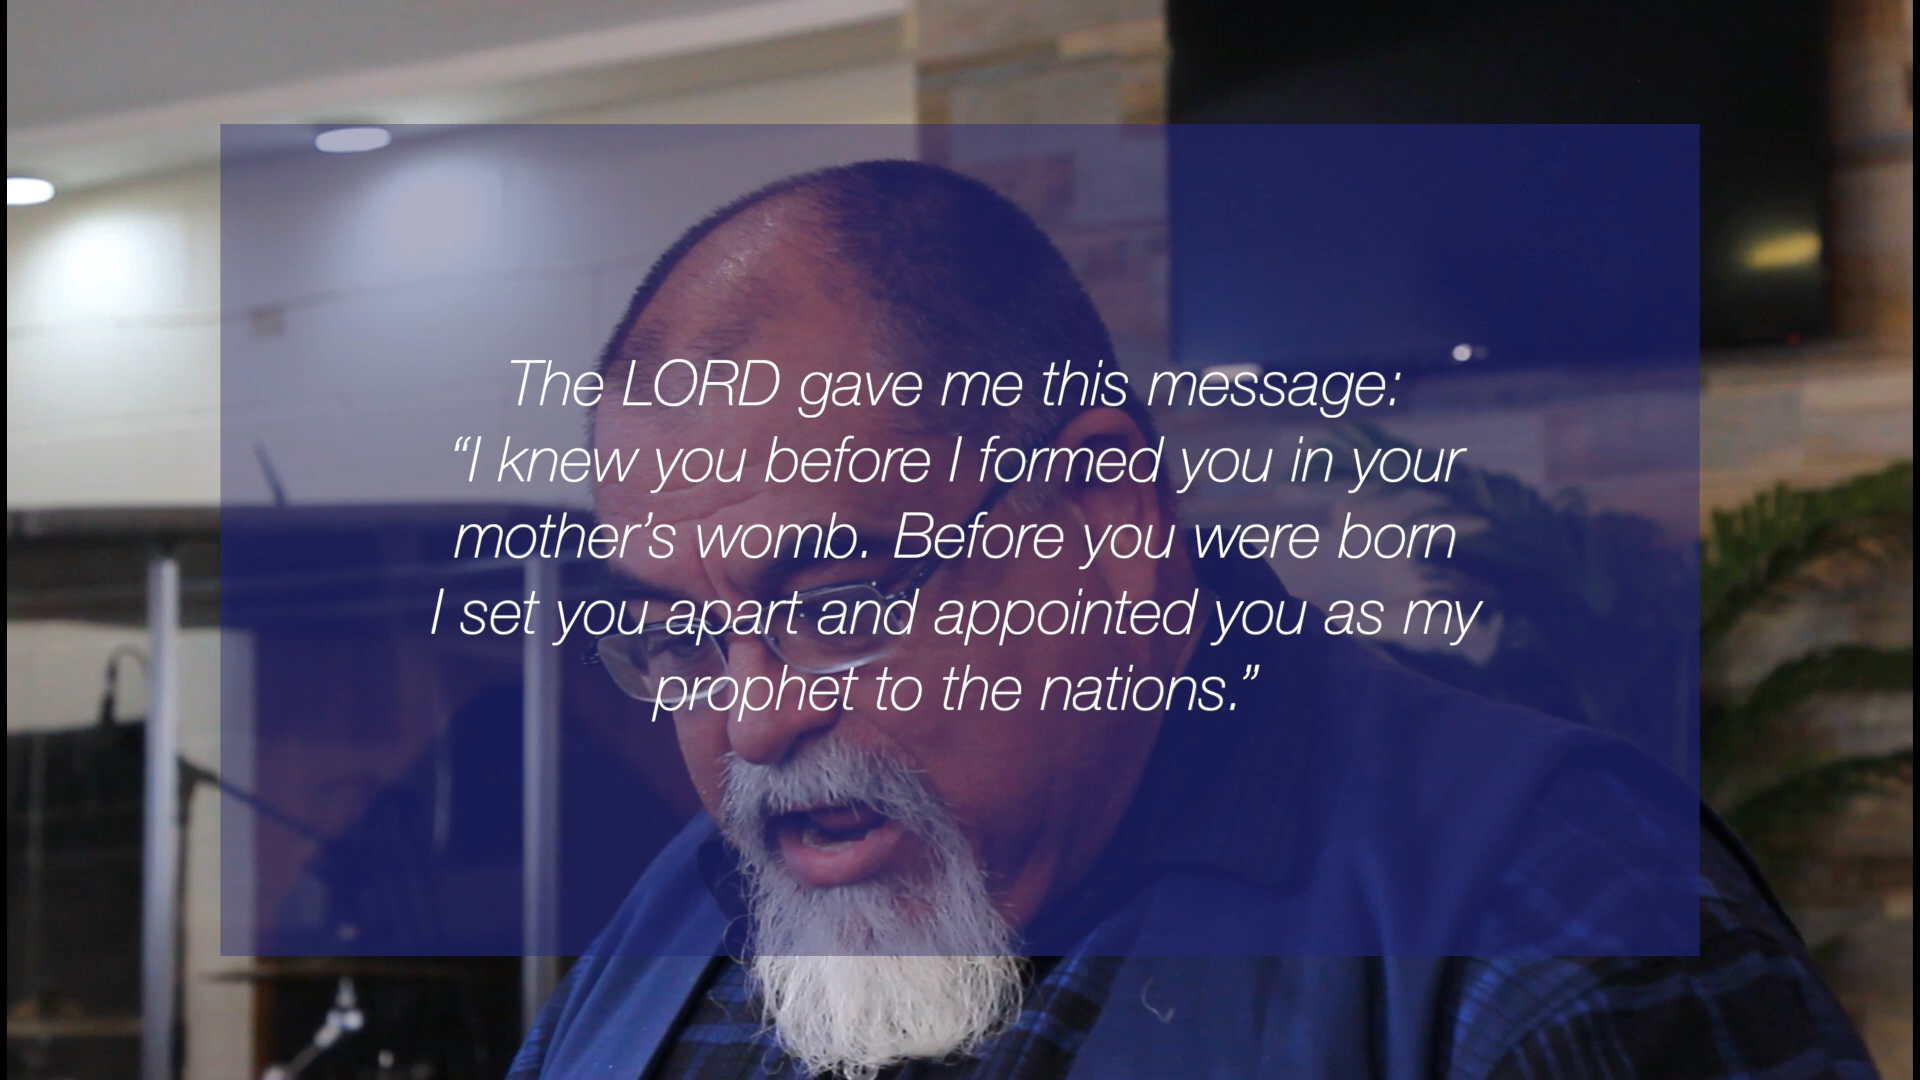 The LORD gave me this message:
“I knew you before I formed you in your
mother’s womb. Before you were born
I set you apart and appointed you as my
prophet to the nations.”